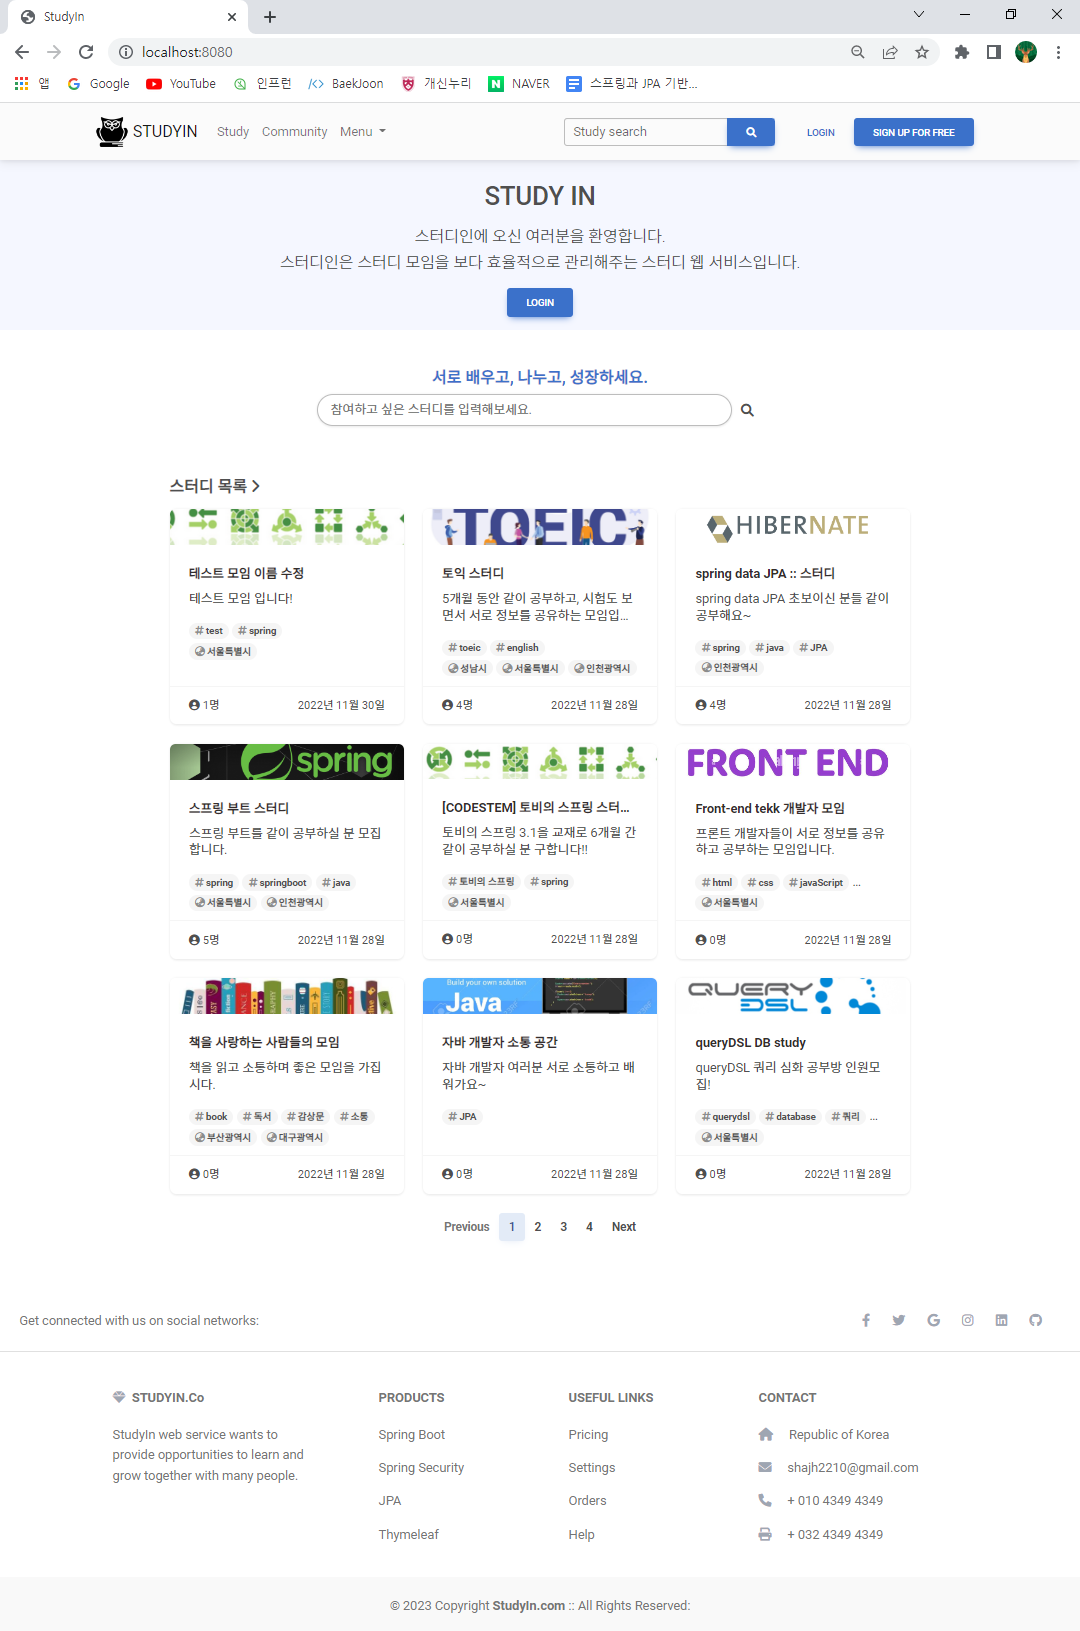 StudyIn
localhost:8080
앱 Google YouTube 인프런 BaekJoon 개신누리 NAVER 스프링과 JPA 기반...
STUDYIN Study Community Menu Study search LOGIN SIGN UP FOR FREE
STUDY IN
스터디인에 오신 여러분을 환영합니다.
스터디인은 스터디 모임을 보다 효율적으로 관리해주는 스터디 웹 서비스입니다.
LOGIN
서로 배우고, 나누고, 성장하세요.
참여하고 싶은 스터디를 입력해보세요.
스터디 목록
테스트 모임 이름 수정
테스트 모임 입니다!
# test # spring
서울특별시
1명 2022년 11월 30일
TOEIC
토익 스터디
5개월 동안 같이 공부하고, 시험도 보
면서 서로 정보를 공유하는 모임입...
# toeic # english
성남시 서울특별시 인천광역시
4명 2022년 11월 28일
HIBERNATE
spring data JPA :: 스터디
spring data JPA 초보이신 분들 같이
공부해요~
# spring # java # JPA
인천광역시
4명 2022년 11월 28일
spring
스프링 부트 스터디
스프링 부트를 같이 공부하실 분 모집
합니다.
# spring # springboot # java
서울특별시 인천광역시
5명 2022년 11월 28일
[CODESTEM] 토비의 스프링 스터...
토비의 스프링 3.1을 교재로 6개월 간
같이 공부하실 분 구합니다!!
# 토비의 스프링 # spring
서울특별시
0명 2022년 11월 28일
FRONT END
Front-end tekk 개발자 모임
프론트 개발자들이 서로 정보를 공유
하고 공부하는 모임입니다.
# html # css # javaScript ...
서울특별시
0명 2022년 11월 28일
책을 사랑하는 사람들의 모임
책을 읽고 소통하며 좋은 모임을 가집
시다.
# book # 독서 # 감상문 # 소통
부산광역시 대구광역시
0명 2022년 11월 28일
Build your own solution
Java
자바 개발자 소통 공간
자바 개발자 여러분 서로 소통하고 배
워가요~
# JPA
0명 2022년 11월 28일
QUERY
DSL
queryDSL DB study
queryDSL 쿼리 심화 공부방 인원모
집!
# querydsl # database # 쿼리 ...
서울특별시
0명 2022년 11월 28일
Previous 1 2 3 4 Next
Get connected with us on social networks:
STUDYIN.Co
StudyIn web service wants to
provide opportunities to learn and
grow together with many people.
PRODUCTS
Spring Boot
Spring Security
JPA
Thymeleaf
USEFUL LINKS
Pricing
Settings
Orders
Help
CONTACT
Republic of Korea
shajh2210@gmail.com
+ 010 4349 4349
+ 032 4349 4349
© 2023 Copyright StudyIn.com :: All Rights Reserved: